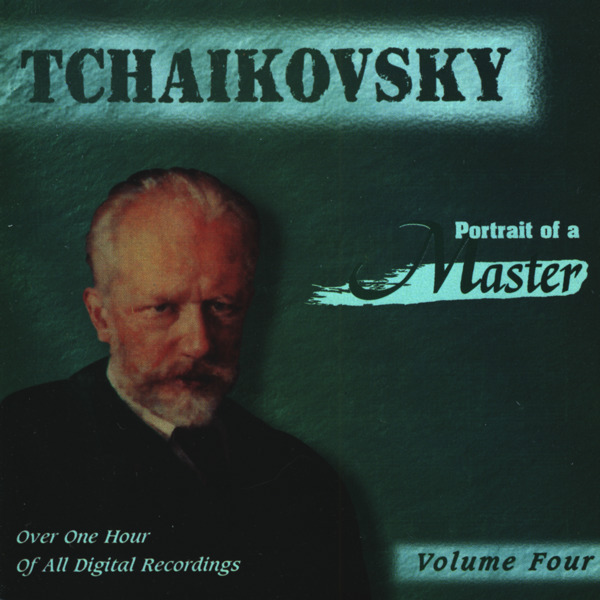 TCHAIKOVSKY
Portrait of a
Master
Over One Hour
Of All Digital Recordings
Volume Four